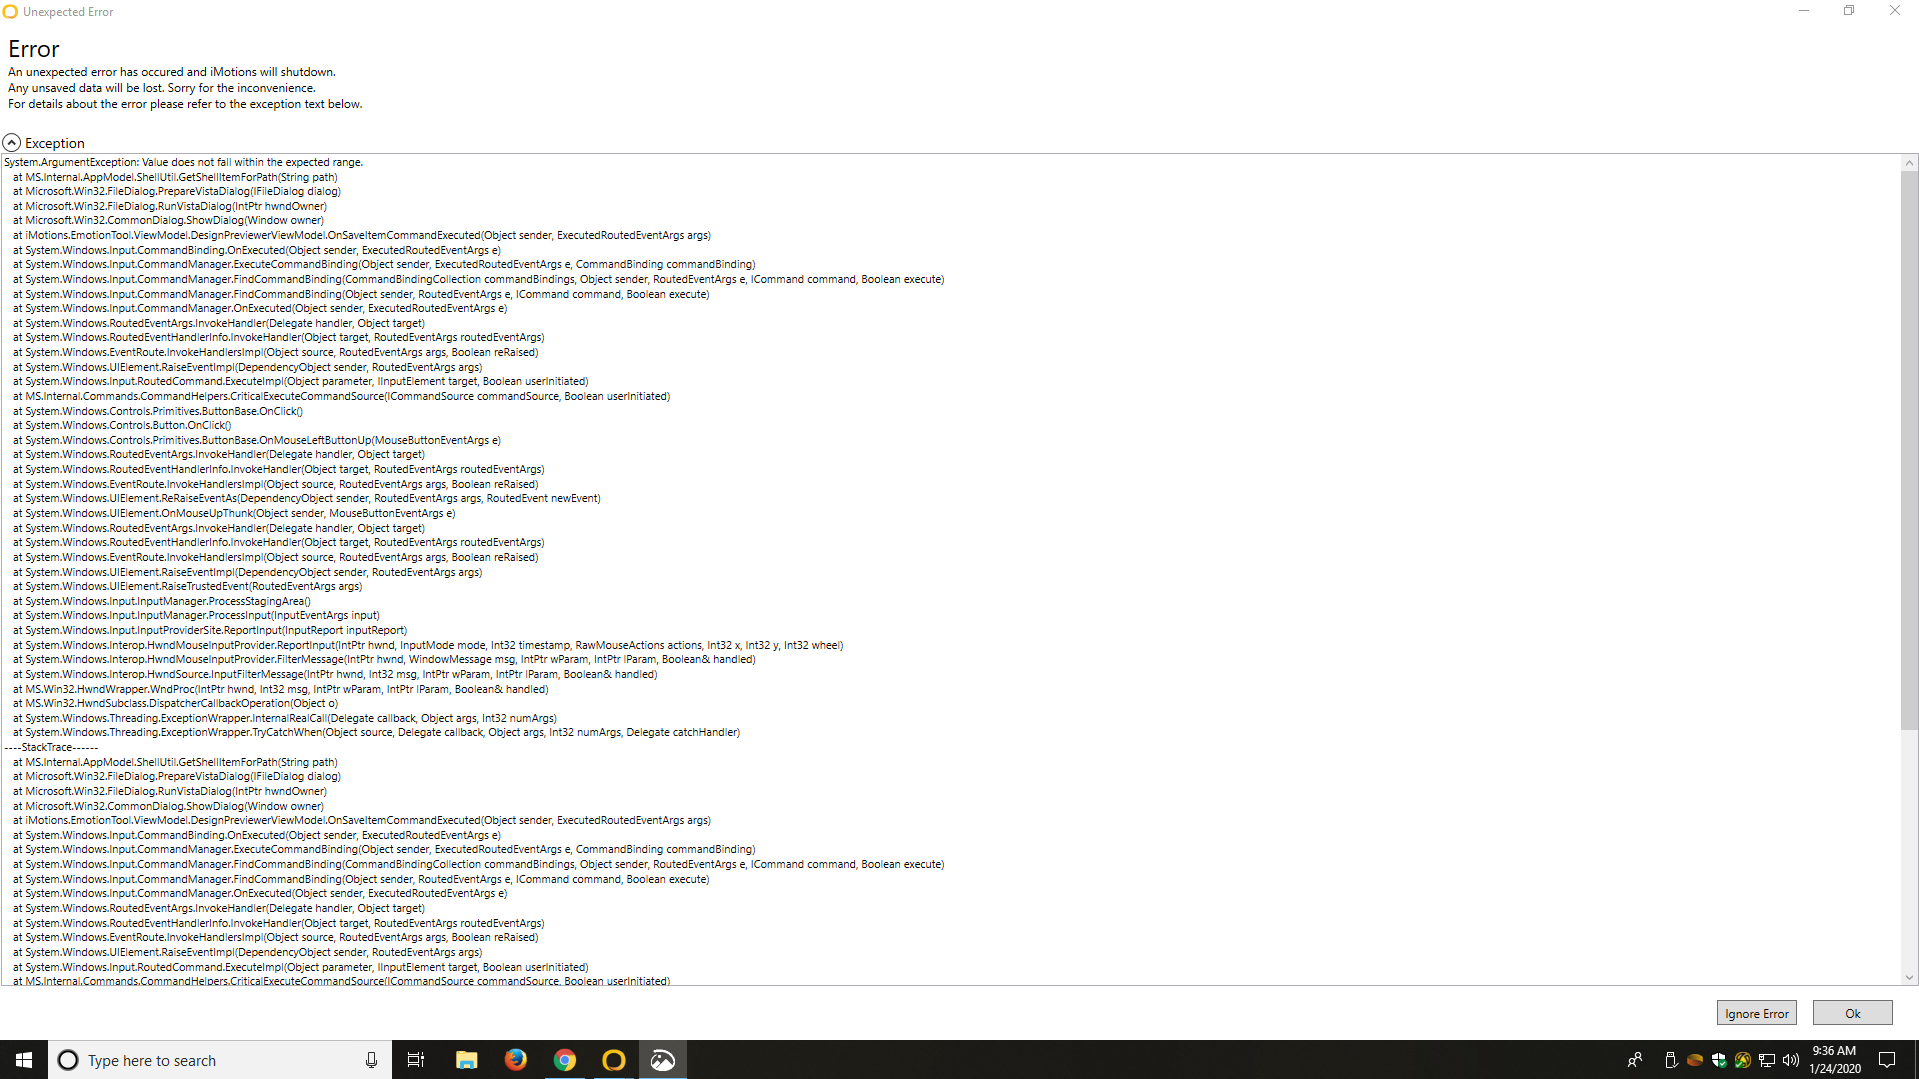 Unexpected Error
Error
An unexpected error has occured and iMotions will shutdown.
Any unsaved data will be lost. Sorry for the inconvenience.
For details about the error please refer to the exception text below.
Exception
System.ArgumentException: Value does not fall within the expected range.
at MS.Internal.AppModel.ShellUtil.GetShellItemForPath(String path)
at Microsoft.Win32.FileDialog.PrepareVistaDialog(IFileDialog dialog)
at Microsoft.Win32.FileDialog.RunVistaDialog(IntPtr hwndOwner)
at Microsoft.Win32.CommonDialog.ShowDialog(Window owner)
at iMotions.EmotionTool.ViewModel.DesignPreviewerViewModel.OnSaveItemCommandExecuted(Object sender, ExecutedRoutedEventArgs args)
at System.Windows.Input.CommandBinding.OnExecuted(Object sender, ExecutedRoutedEventArgs e)
at System.Windows.Input.CommandManager.ExecuteCommandBinding(Object sender, ExecutedRoutedEventArgs e, CommandBinding commandBinding)
at System.Windows.Input.CommandManager.FindCommandBinding(CommandBindingCollection commandBindings, Object sender, RoutedEventArgs e, ICommand command, Boolean execute)
at System.Windows.Input.CommandManager.FindCommandBinding(Object sender, RoutedEventArgs e, ICommand command, Boolean execute)
at System.Windows.Input.CommandManager.OnExecuted(Object sender, ExecutedRoutedEventArgs e)
at System.Windows.RoutedEventArgs.InvokeHandler(Delegate handler, Object target)
at System.Windows.RoutedEventHandlerInfo.InvokeHandler(Object target, RoutedEventArgs routedEventArgs)
at System.Windows.EventRoute.InvokeHandlersImpl(Object source, RoutedEventArgs args, Boolean reRaised)
at System.Windows.UIElement.RaiseEventImpl(DependencyObject sender, RoutedEventArgs args)
at System.Windows.Input.RoutedCommand.ExecuteImpl(Object parameter, IInputElement target, Boolean userInitiated)
at MS.Internal.Commands.CommandHelpers.CriticalExecuteCommandSource(ICommandSource commandSource, Boolean userInitiated)
at System.Windows.Controls.Primitives.ButtonBase.OnClick()
at System.Windows.Controls.Button.OnClick()
at System.Windows.Controls.Primitives.ButtonBase.OnMouseLeftButtonUp(MouseButtonEventArgs e)
at System.Windows.RoutedEventArgs.InvokeHandler(Delegate handler, Object target)
at System.Windows.RoutedEventHandlerInfo.InvokeHandler(Object target, RoutedEventArgs routedEventArgs)
at System.Windows.EventRoute.InvokeHandlersImpl(Object source, RoutedEventArgs args, Boolean reRaised)
at System.Windows.UIElement.ReRaiseEventAs(DependencyObject sender, RoutedEventArgs args, RoutedEvent newEvent)
at System.Windows.UIElement.OnMouseUpThunk(Object sender, MouseButtonEventArgs e)
at System.Windows.RoutedEventArgs.InvokeHandler(Delegate handler, Object target)
at System.Windows.RoutedEventHandlerInfo.InvokeHandler(Object target, RoutedEventArgs routedEventArgs)
at System.Windows.EventRoute.InvokeHandlersImpl(Object source, RoutedEventArgs args, Boolean reRaised)
at System.Windows.UIElement.RaiseEventImpl(DependencyObject sender, RoutedEventArgs args)
at System.Windows.UIElement.RaiseTrustedEvent(RoutedEventArgs args)
at System.Windows.Input.InputManager.ProcessStagingArea()
at System.Windows.Input.InputManager.ProcessInput(InputEventArgs input)
at System.Windows.Input.InputProviderSite.ReportInput(InputReport inputReport)
at System.Windows.Interop.HwndMouseInputProvider.ReportInput(IntPtr hwnd, InputMode mode, Int32 timestamp, RawMouseActions actions, Int32 x, Int32 y, Int32 wheel)
at System.Windows.Interop.HwndMouseInputProvider.FilterMessage(IntPtr hwnd, WindowMessage msg, IntPtr wParam, IntPtr lParam, Boolean& handled)
at System.Windows.Interop.HwndSource.InputFilterMessage(IntPtr hwnd, Int32 msg, IntPtr wParam, IntPtr lParam, Boolean& handled)
at MS.Win32.HwndWrapper.WndProc(IntPtr hwnd, Int32 msg, IntPtr wParam, IntPtr lParam, Boolean& handled)
at MS.Win32.HwndSubclass.DispatcherCallbackOperation(Object o)
at System.Windows.Threading.ExceptionWrapper.InternalRealCall(Delegate callback, Object args, Int32 numArgs)
at System.Windows.Threading.ExceptionWrapper.TryCatchWhen(Object source, Delegate callback, Object args, Int32 numArgs, Delegate catchHandler)
----StackTrace------
at MS.Internal.AppModel.ShellUtil.GetShellItemForPath(String path)
at Microsoft.Win32.FileDialog.PrepareVistaDialog(IFileDialog dialog)
at Microsoft.Win32.FileDialog.RunVistaDialog(IntPtr hwndOwner)
at Microsoft.Win32.CommonDialog.ShowDialog(Window owner)
at iMotions.EmotionTool.ViewModel.DesignPreviewerViewModel.OnSaveItemCommandExecuted(Object sender, ExecutedRoutedEventArgs args)
at System.Windows.Input.CommandBinding.OnExecuted(Object sender, ExecutedRoutedEventArgs e)
at System.Windows.Input.CommandManager.ExecuteCommandBinding(Object sender, ExecutedRoutedEventArgs e, CommandBinding commandBinding)
at System.Windows.Input.CommandManager.FindCommandBinding(CommandBindingCollection commandBindings, Object sender, RoutedEventArgs e, ICommand command, Boolean execute)
at System.Windows.Input.CommandManager.FindCommandBinding(Object sender, RoutedEventArgs e, ICommand command, Boolean execute)
at System.Windows.Input.CommandManager.OnExecuted(Object sender, ExecutedRoutedEventArgs e)
at System.Windows.RoutedEventArgs.InvokeHandler(Delegate handler, Object target)
at System.Windows.RoutedEventHandlerInfo.InvokeHandler(Object target, RoutedEventArgs routedEventArgs)
at System.Windows.EventRoute.InvokeHandlersImpl(Object source, RoutedEventArgs args, Boolean reRaised)
at System.Windows.UIElement.RaiseEventImpl(DependencyObject sender, RoutedEventArgs args)
at System.Windows.Input.RoutedCommand.ExecuteImpl(Object parameter, IInputElement target, Boolean userInitiated)
at MS.Internal.Commands.CommandHelpers.CriticalExecuteCommandSource(ICommandSource commandSource, Boolean userInitiated)
Ignore Error
Ok
Type here to search
9:36 AM
1/24/2020